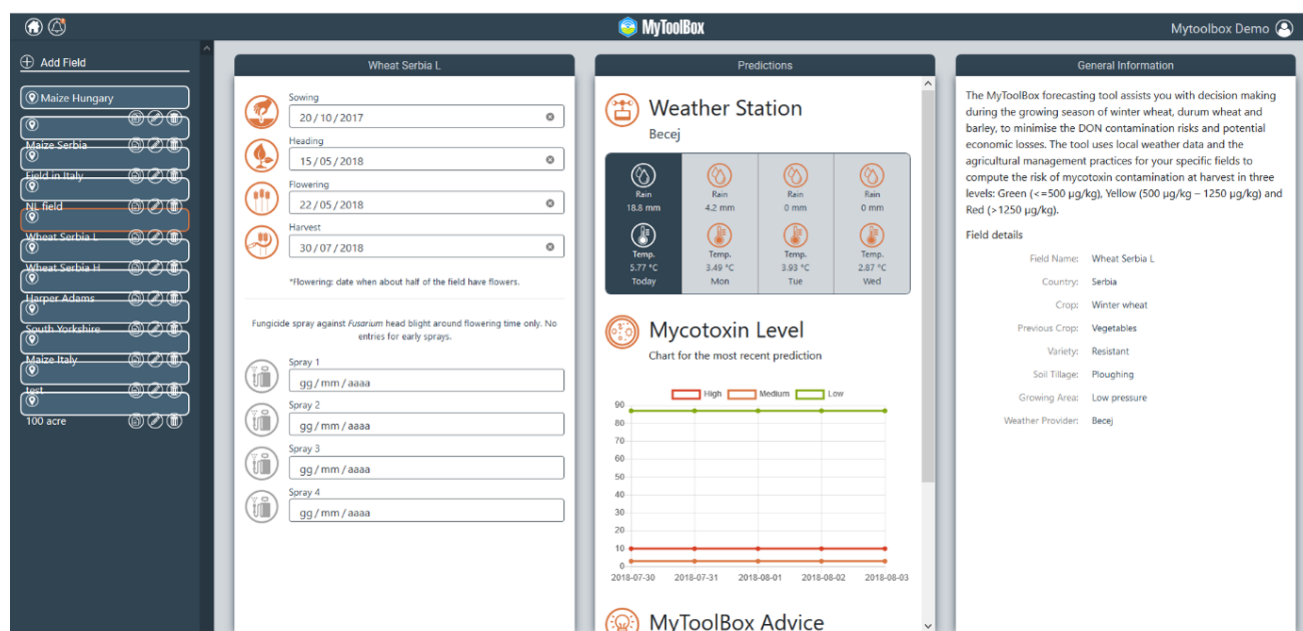 MyToolBox
Mytoolbox Demo
Add Field
Maize Hungary
Maize Serbia
Field in Italy
NL field
Wheat Serbia L
Wheat Serbia H
Harper Adams
South Yorkshire
Maize Italy
test
100 acre
Wheat Serbia L
Sowing
20/10/2017
Heading
15/05/2018
Flowering
22/05/2018
Harvest
30/07/2018
*Flowering: date when about half of the field have flowers.
Fungicide spray against Fusarium head blight around flowering time only. No
entries for early sprays.
Spray 1
gg/mm/aaaa
Spray 2
gg/mm/aaaa
Spray 3
gg/mm/aaaa
Spray 4
gg/mm/aaaa
Predictions
Weather Station
Becej
Rain Rain Rain Rain
18.8 mm 4.2 mm 0 mm 0 mm
Temp. Temp. Temp. Temp.
5.77 °C 3.49 °C 3.93 °C 2.87 °C
Today Mon Tue Wed
Mycotoxin Level
Chart for the most recent prediction
High Medium Low
90
80
70
60
50
40
30
20
10
0
2018-07-30 2018-07-31 2018-08-01 2018-08-02 2018-08-03
MyToolBox Advice
General Information
The MyToolBox forecasting tool assists you with decision making
during the growing season of winter wheat, durum wheat and
barley, to minimise the DON contamination risks and potential
economic losses. The tool uses local weather data and the
agricultural management practices for your specific fields to
compute the risk of mycotoxin contamination at harvest in three
levels: Green (<=500 µg/kg), Yellow (500 µg/kg – 1250 µg/kg) and
Red (>1250 µg/kg).
Field details
Field Name: Wheat Serbia L
Country: Serbia
Crop: Winter wheat
Previous Crop: Vegetables
Variety: Resistant
Soil Tillage: Ploughing
Growing Area: Low pressure
Weather Provider: Becej